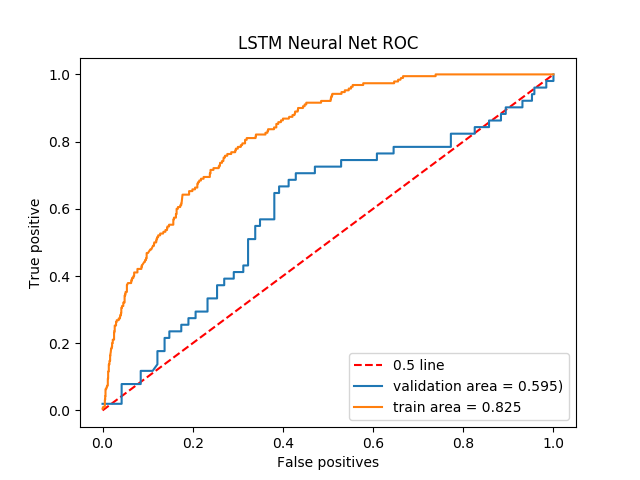 LSTM Neural Net ROC
True positive
1.0
0.8
0.6
0.4
0.2
0.0
0.5 line
validation area = 0.595)
train area = 0.825
0.0 0.2 0.4 0.6 0.8 1.0
False positives